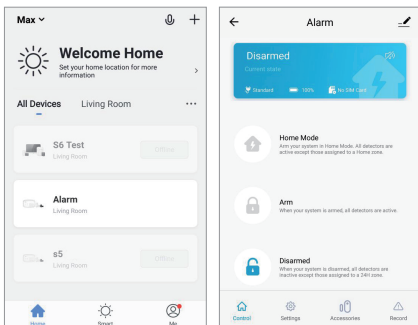 Max
Welcome Home
Set your home location for more
information
All Devices
Living Room
S6 Test
Living Room
Offline
Alarm
Living Room
s5
Living Room
Offline
Home
Smart
Me
Alarm
Disarmed
Current state
Standard
100%
No SIM Card
Home Mode
Arm your system in Home Mode, All detectors are
active except those assigned to a Home zone.
Arm
When your system is armed, all detectors are active.
Disarmed
When your system is disarmed, all detectors are
inactive except those assigned to a 24H zone.
Control
Settings
Accessories
Record